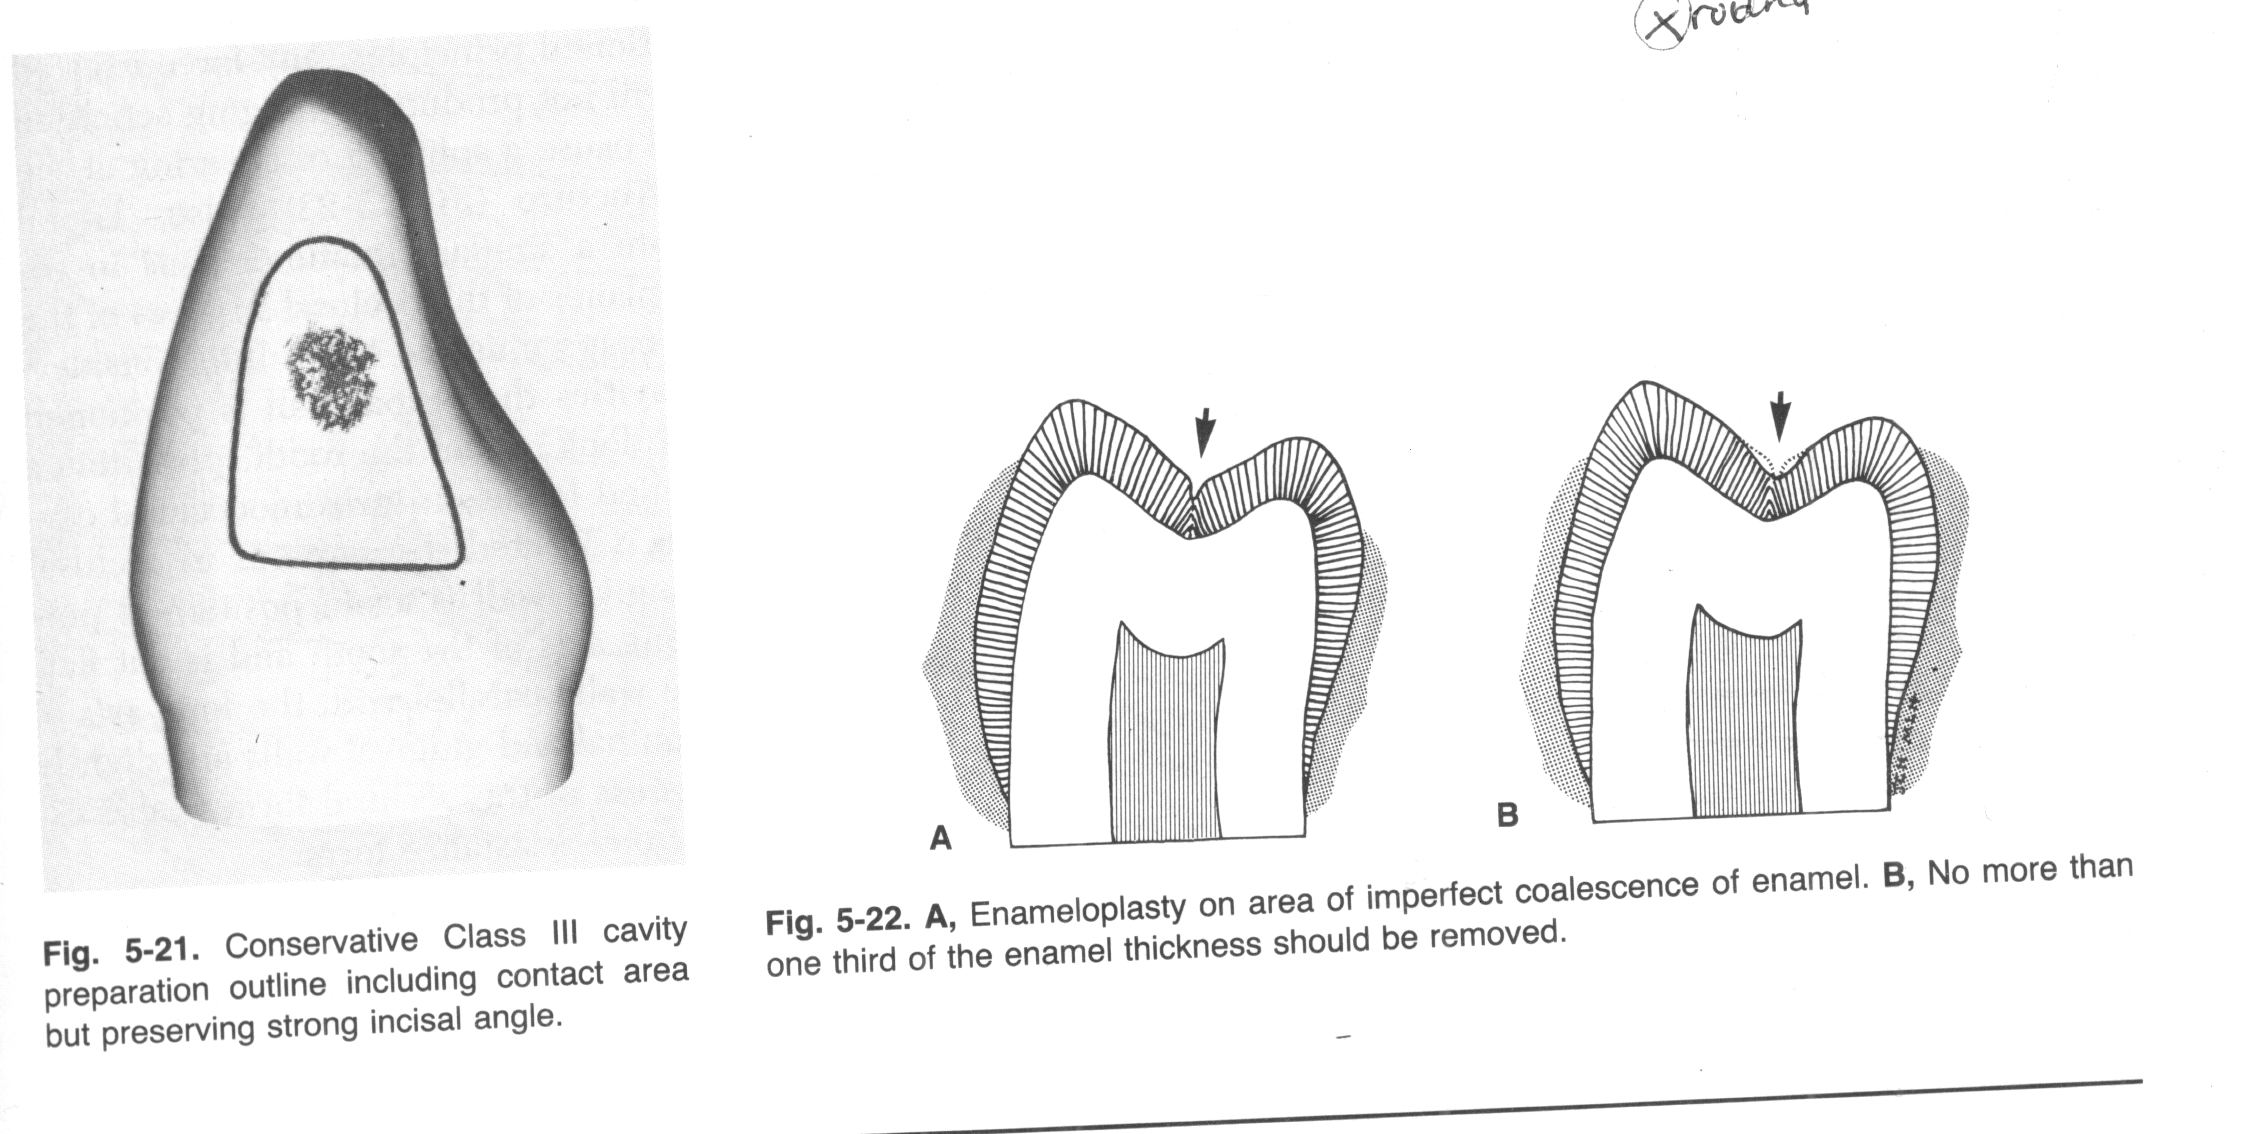 A
B
Fig. 5-21. Conservative Class III cavity
preparation outline including contact area
but preserving strong incisal angle.
Fig. 5-22. A, Enameloplasty on area of imperfect coalescence of enamel. B, No more than
one third of the enamel thickness should be removed.